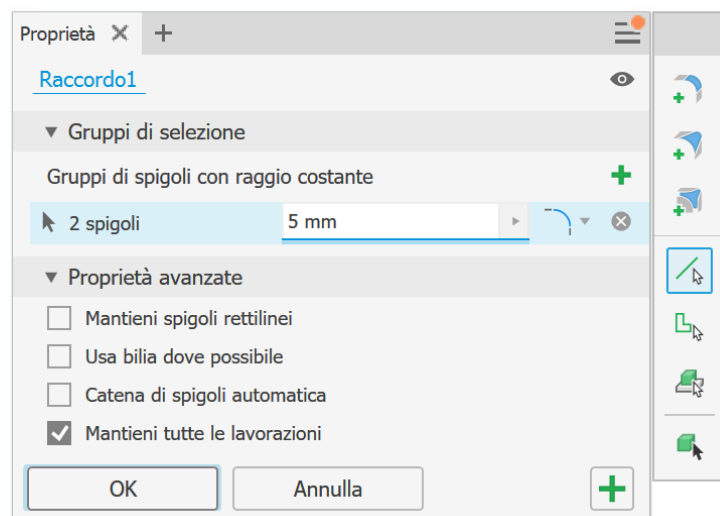 Proprietà
Raccordo1
Gruppi di selezione
Gruppi di spigoli con raggio costante
2 spigoli 5 mm
Proprietà avanzate
Mantieni spigoli rettilinei
Usa bilia dove possibile
Catena di spigoli automatica
Mantieni tutte le lavorazioni
OK Annulla